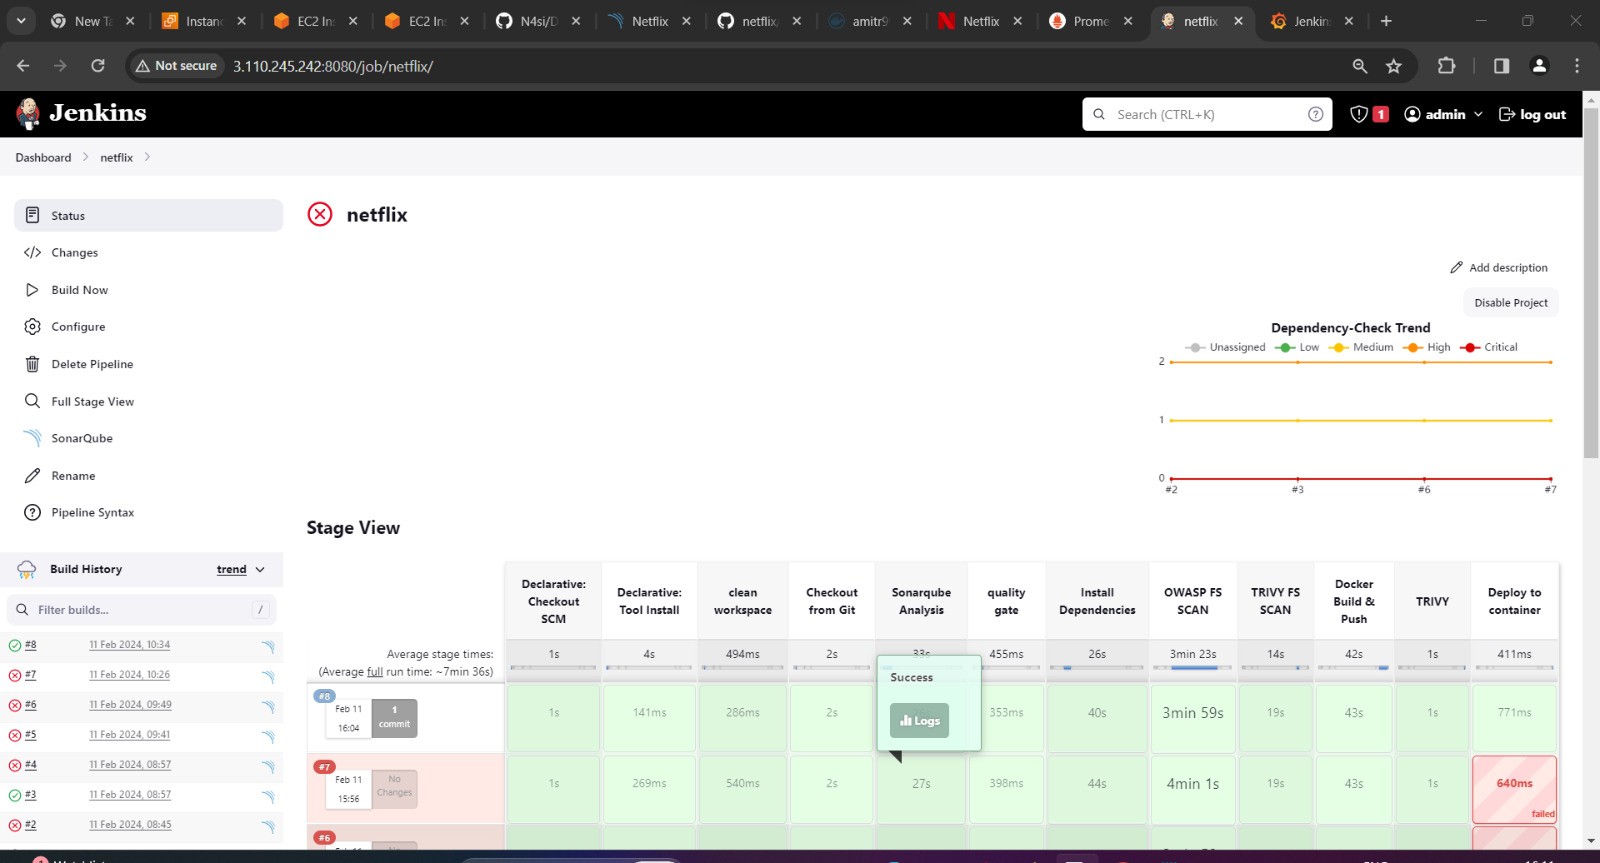 New Ta
Instanc
EC2 Ins
EC2 Ins
N4si/D
Netflix
netflix
amitr9
Netflix
Prome
netflix
Jenkin
Not secure
3.110.245.242:8080/job/netflix/
Jenkins
Search (CTRL+K)
1
admin
log out
Dashboard
netflix
Status
Changes
Build Now
Configure
Delete Pipeline
Full Stage View
SonarQube
Rename
Pipeline Syntax
netflix
Add description
Disable Project
Dependency-Check Trend
Unassigned Low Medium High Critical
2
1
0
#2 #3 #6 #7
Stage View
Build History
trend
Filter builds...
/
#8 11 Feb 2024, 10:34
#7 11 Feb 2024, 10:26
#6 11 Feb 2024, 09:49
#5 11 Feb 2024, 09:41
#4 11 Feb 2024, 08:57
#3 11 Feb 2024, 08:57
#2 11 Feb 2024, 08:45
Declarative:
Checkout
SCM
Declarative:
Tool Install
clean
workspace
Checkout
from Git
Sonarqube
Analysis
quality
gate
Install
Dependencies
OWASP FS
SCAN
TRIVY FS
SCAN
Docker
Build &
Push
TRIVY
Deploy to
container
Average stage times:
(Average full run time: ~7min 36s)
1s 4s 494ms 2s 33s 455ms 26s 3min 23s 14s 42s 1s 411ms
Success
Logs
#8
Feb 11
16:04
1
commit
1s 141ms 286ms 2s 353ms 40s 3min 59s 19s 43s 1s 771ms
#7
Feb 11
15:56
No
Changes
1s 269ms 540ms 2s 27s 398ms 44s 4min 1s 19s 43s 1s 640ms
failed
#6